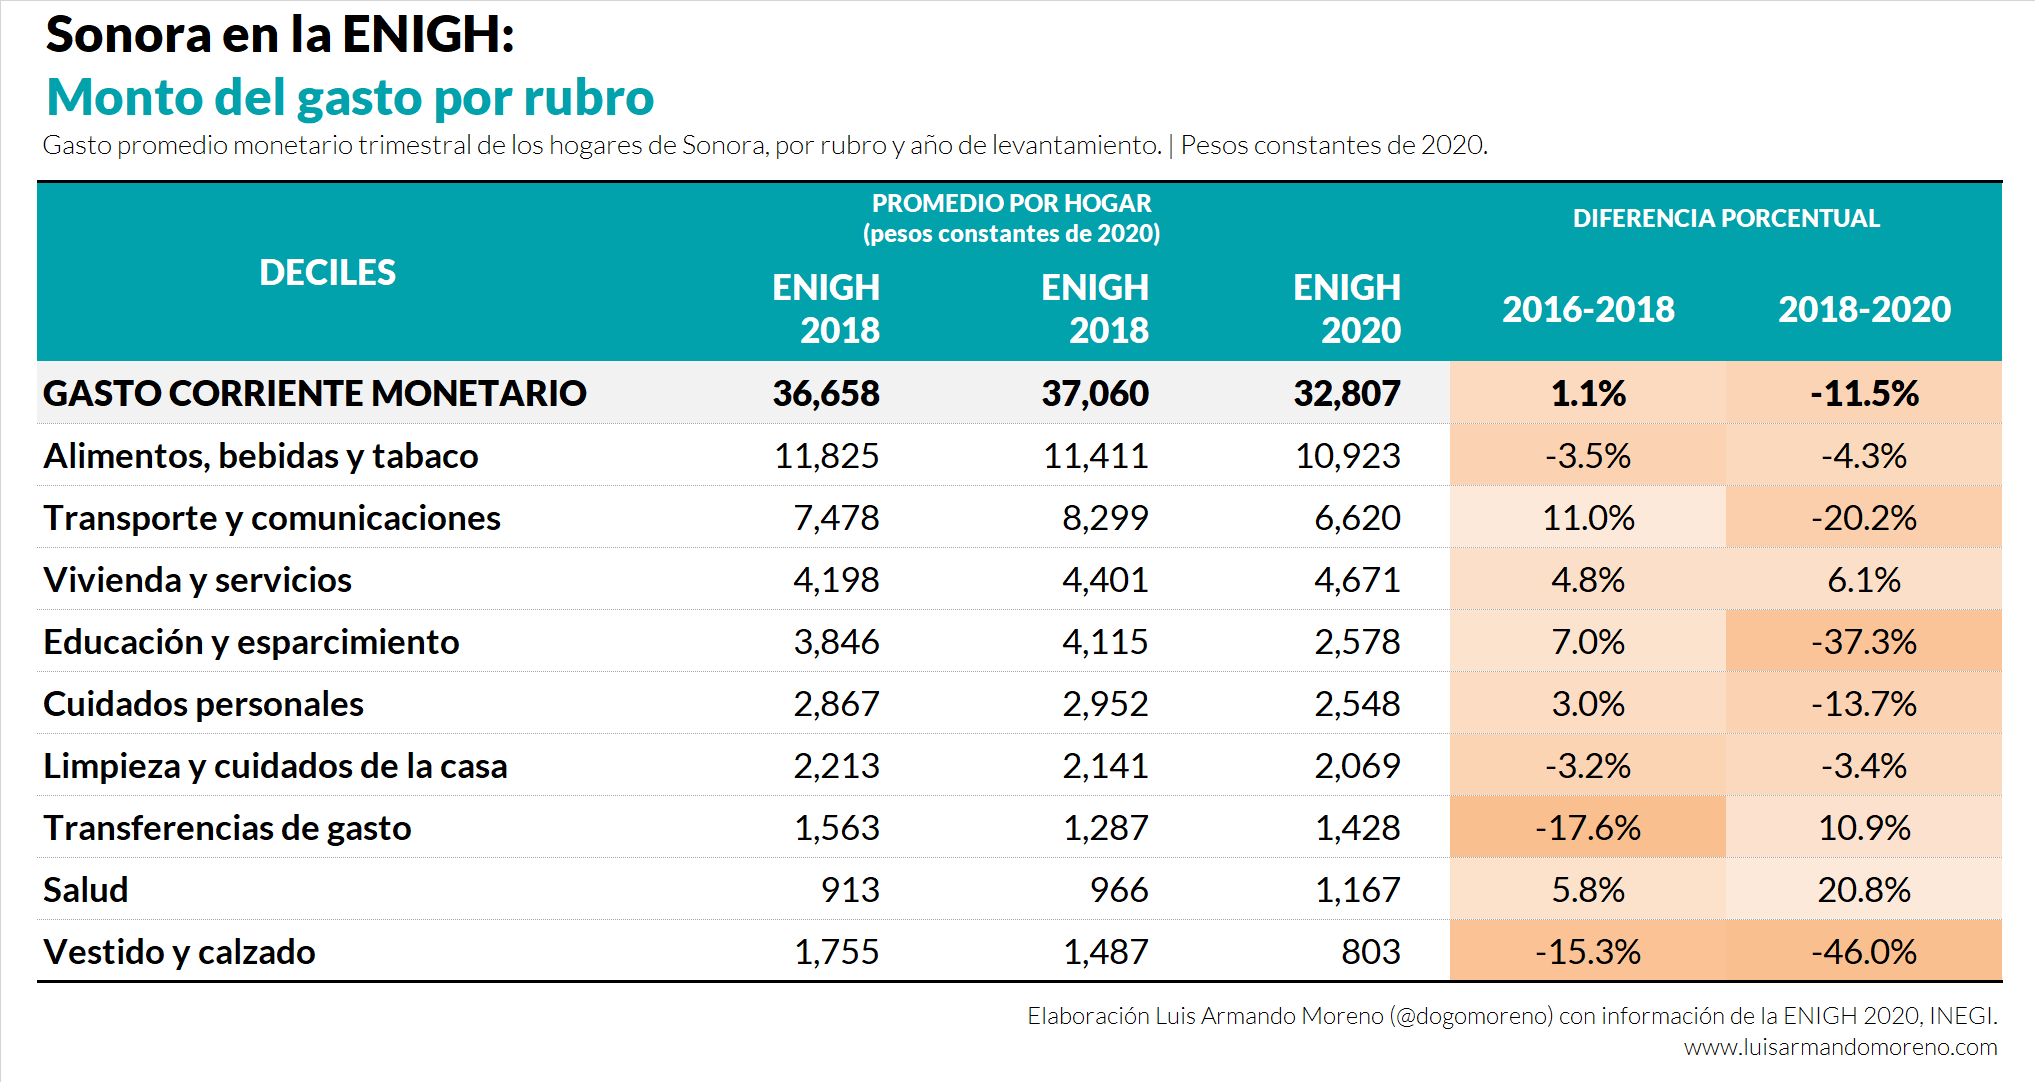 Sonora en la ENIGH:
Monto del gasto por rubro
Gasto promedio monetario trimestral de los hogares de Sonora, por rubro y año de levantamiento. | Pesos constantes de 2020.
DECILES
PROMEDIO POR HOGAR
(pesos constantes de 2020)
DIFERENCIA PORCENTUAL
ENIGH 2018 ENIGH 2018 ENIGH 2020 2016-2018 2018-2020
GASTO CORRIENTE MONETARIO 36,658 37,060 32,807 1.1% -11.5%
Alimentos, bebidas y tabaco 11,825 11,411 10,923 -3.5% -4.3%
Transporte y comunicaciones 7,478 8,299 6,620 11.0% -20.2%
Vivienda y servicios 4,198 4,401 4,671 4.8% 6.1%
Educación y esparcimiento 3,846 4,115 2,578 7.0% -37.3%
Cuidados personales 2,867 2,952 2,548 3.0% -13.7%
Limpieza y cuidados de la casa 2,213 2,141 2,069 -3.2% -3.4%
Transferencias de gasto 1,563 1,287 1,428 -17.6% 10.9%
Salud 913 966 1,167 5.8% 20.8%
Vestido y calzado 1,755 1,487 803 -15.3% -46.0%
Elaboración Luis Armando Moreno (@dogomoreno) con información de la ENIGH 2020, INEGI.
www.luisarmandomoreno.com